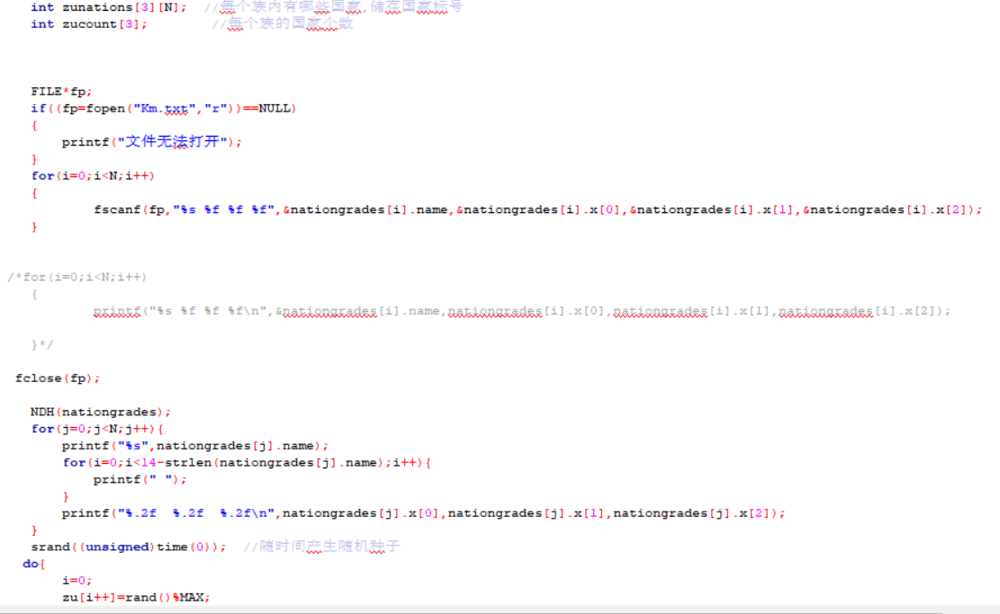 int zunations[3][N];  //每个族内有哪些国家,储存国家标号
int zucount[3];        //每个族的国家个数
FILE*fp;
if((fp=fopen("Km.txt","r"))==NULL)
{
printf("文件无法打开");
}
for(i=0;i<N;i++)
{
fscanf(fp,"%s %f %f %f",&nationgrades[i].name,&nationgrades[i].x[0],&nationgrades[i].x[1],&nationgrades[i].x[2]);
}
/*for(i=0;i<N;i++)
{
printf("%s %f %f %f\n",&nationgrades[i].name,nationgrades[i].x[0],nationgrades[i].x[1],nationgrades[i].x[2]);
}*/
fclose(fp);
NDH(nationgrades);
for(j=0;j<N;j++){
printf("%s",nationgrades[j].name);
for(i=0;i<14-strlen(nationgrades[j].name);i++){
printf(" ");
}
printf("%.2f  %.2f  %.2f\n",nationgrades[j].x[0],nationgrades[j].x[1],nationgrades[j].x[2]);
}
srand((unsigned)time(0));  //随时间产生随机种子
do{
i=0;
zu[i++]=rand()%MAX;